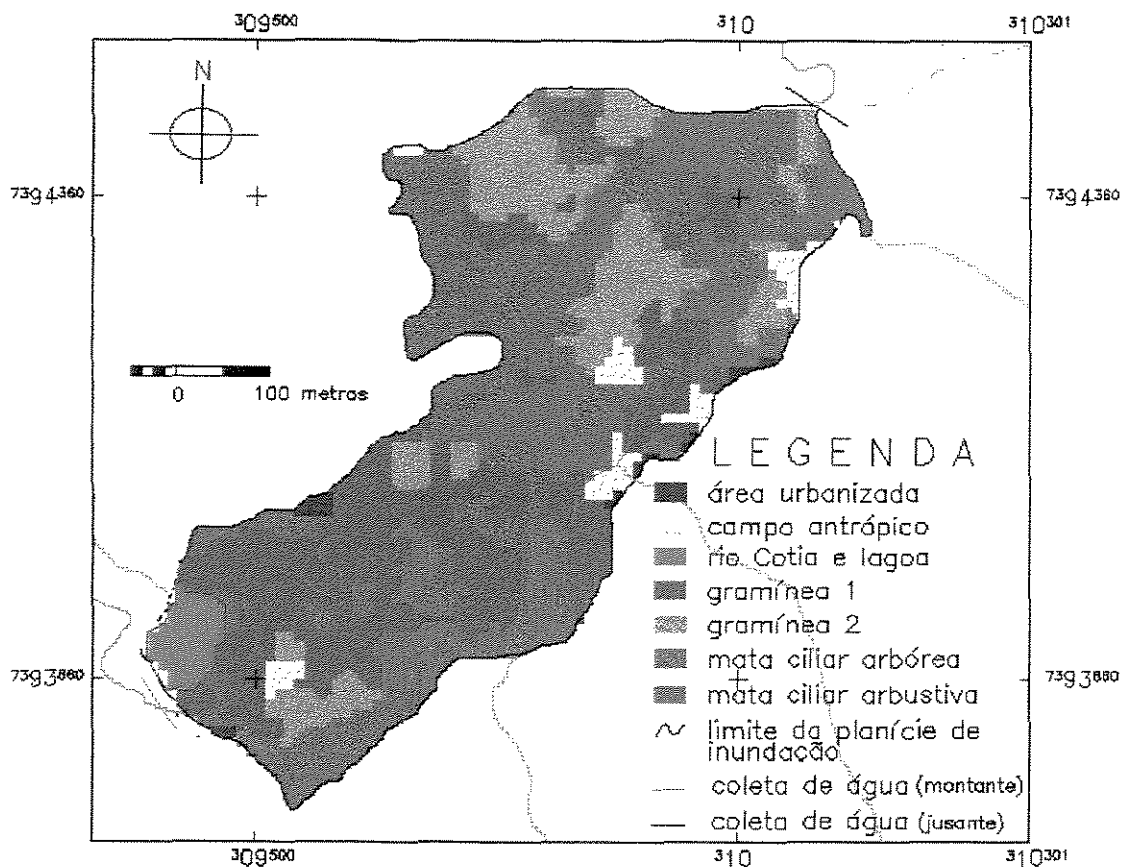 309500 310 310301
N
7394360 7394360
0 100 metros
LEGENDA
área urbanizada
campo antrópico
rio Cotia e lagoa
gramínea 1
gramínea 2
mata ciliar arbórea
mata ciliar arbustiva
limite da planície de
inundação
coleta de água (montante)
coleta de água (jusante)
7393860 7393860
309500 310 310301